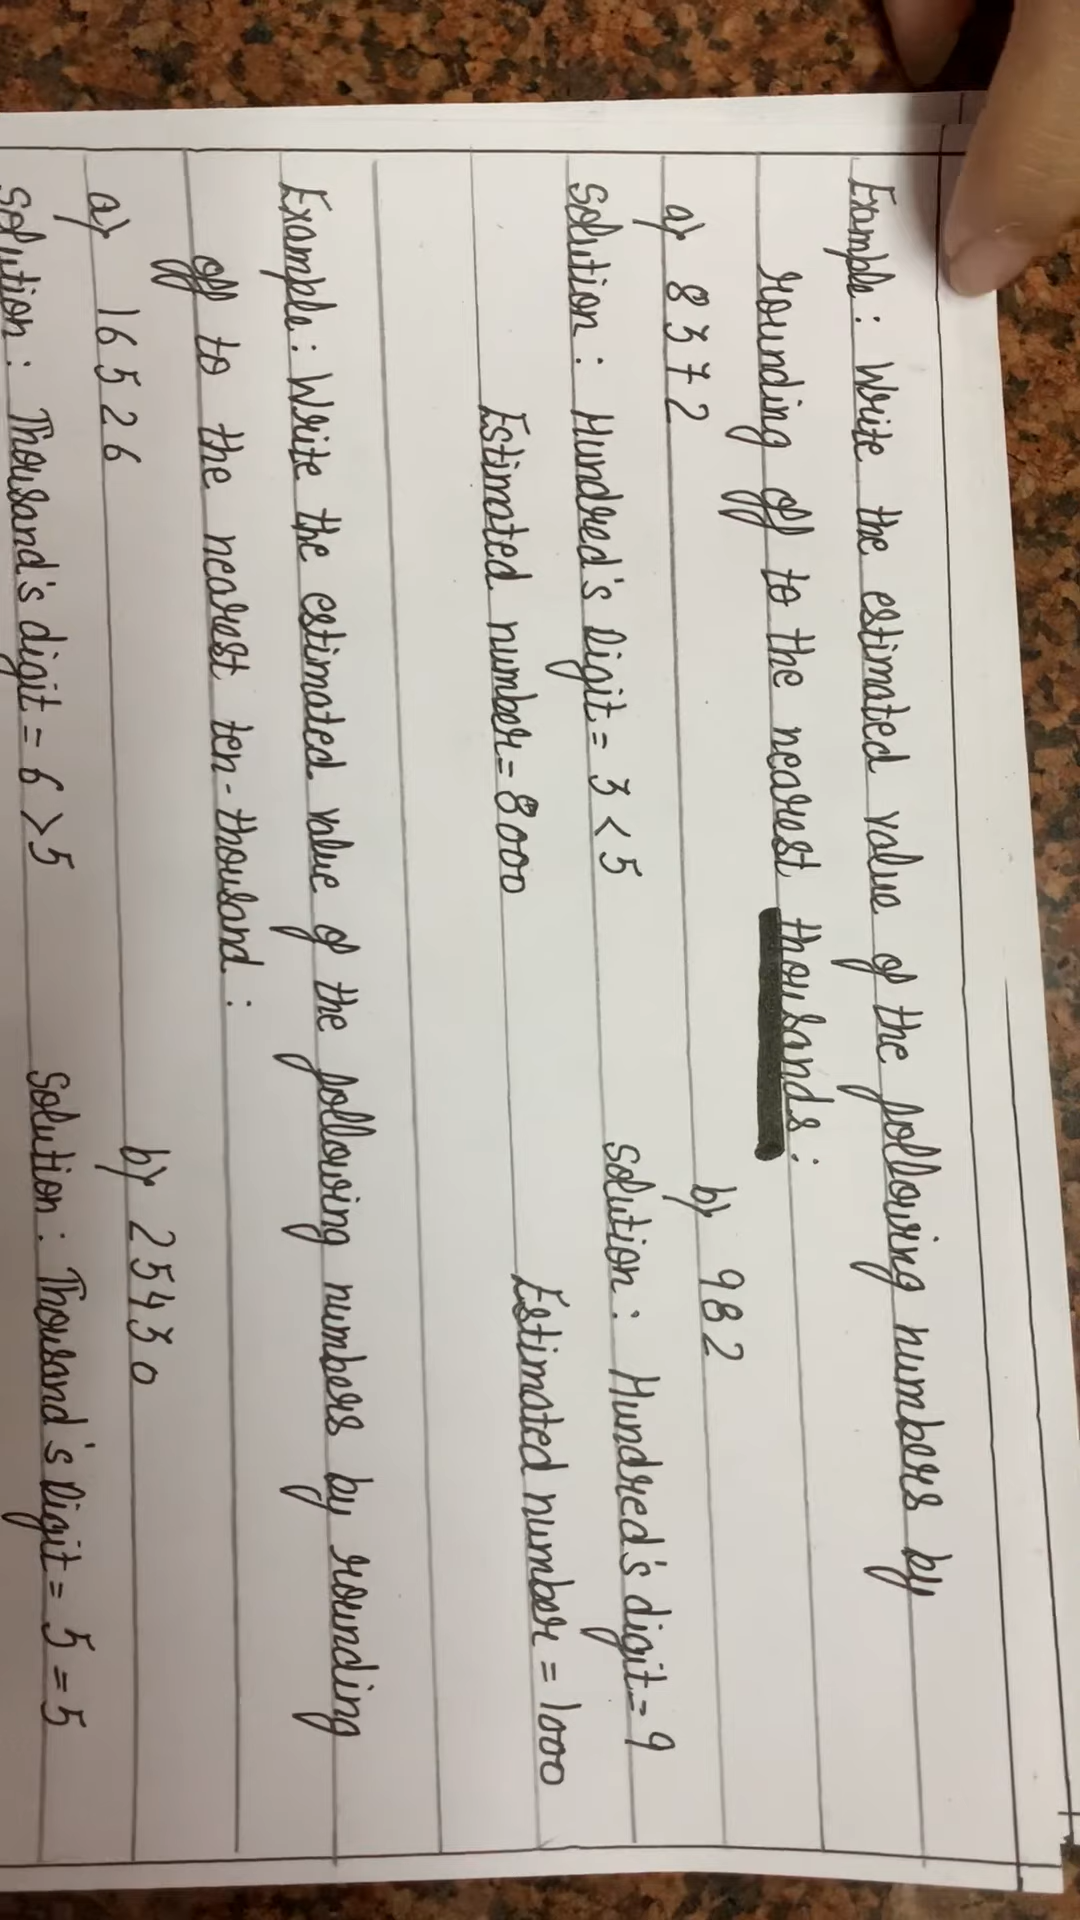 Example: Write the estimated value of the following numbers by
rounding off to the nearest thousands:
a) 8372 b) 982
Solution: Hundred's Digit = 3 < 5 Solution: Hundred's digit = 9
Estimated number = 8000 Estimated number = 1000
Example: Write the estimated value of the following numbers by rounding
off to the nearest ten-thousand:
a) 16526 b) 25430
Solution: Thousand's digit = 6 > 5 Solution: Thousand's Digit = 5 = 5